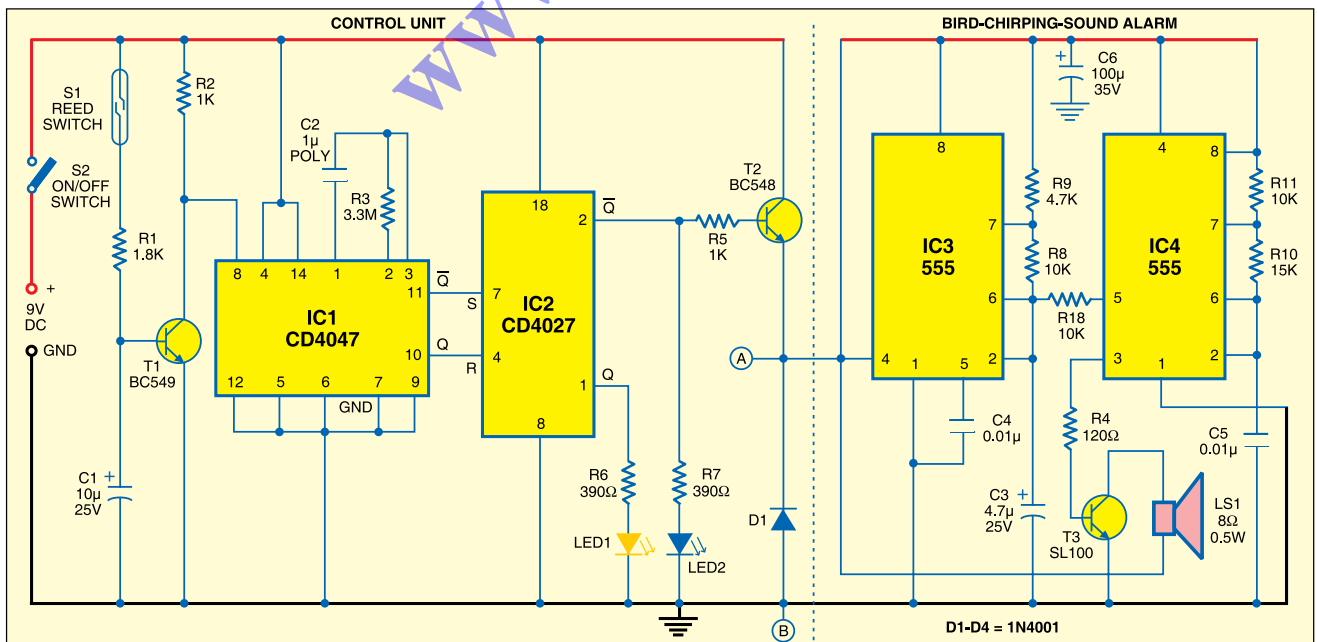 CONTROL UNIT
BIRD-CHIRPING-SOUND ALARM
www.
S1
REED
SWITCH
S2
ON/OFF
SWITCH
+
9V
DC
GND
R1
1.8K
C1
10µ
25V
+
R2
1K
T1
BC549
C2
1µ
POLY
R3
3.3M
8 4 14 1 2 3
IC1
CD4047
11
Q
10
Q
12 5 6 7 9
GND
S
R
18
2
Q
7
IC2
CD4027
4
1
Q
8
R5
1K
T2
BC548
R6
390Ω
R7
390Ω
LED1
LED2
D1
A
B
8
IC3
555
7
6
2
4
1
5
C4
0.01µ
R9
4.7K
R8
10K
R18
10K
C3
4.7µ
25V
+
C6
100µ
35V
+
4
8
7
IC4
555
5
6
3
2
1
R11
10K
R10
15K
R4
120Ω
T3
SL100
LS1
8Ω
0.5W
C5
0.01µ
D1-D4 = 1N4001